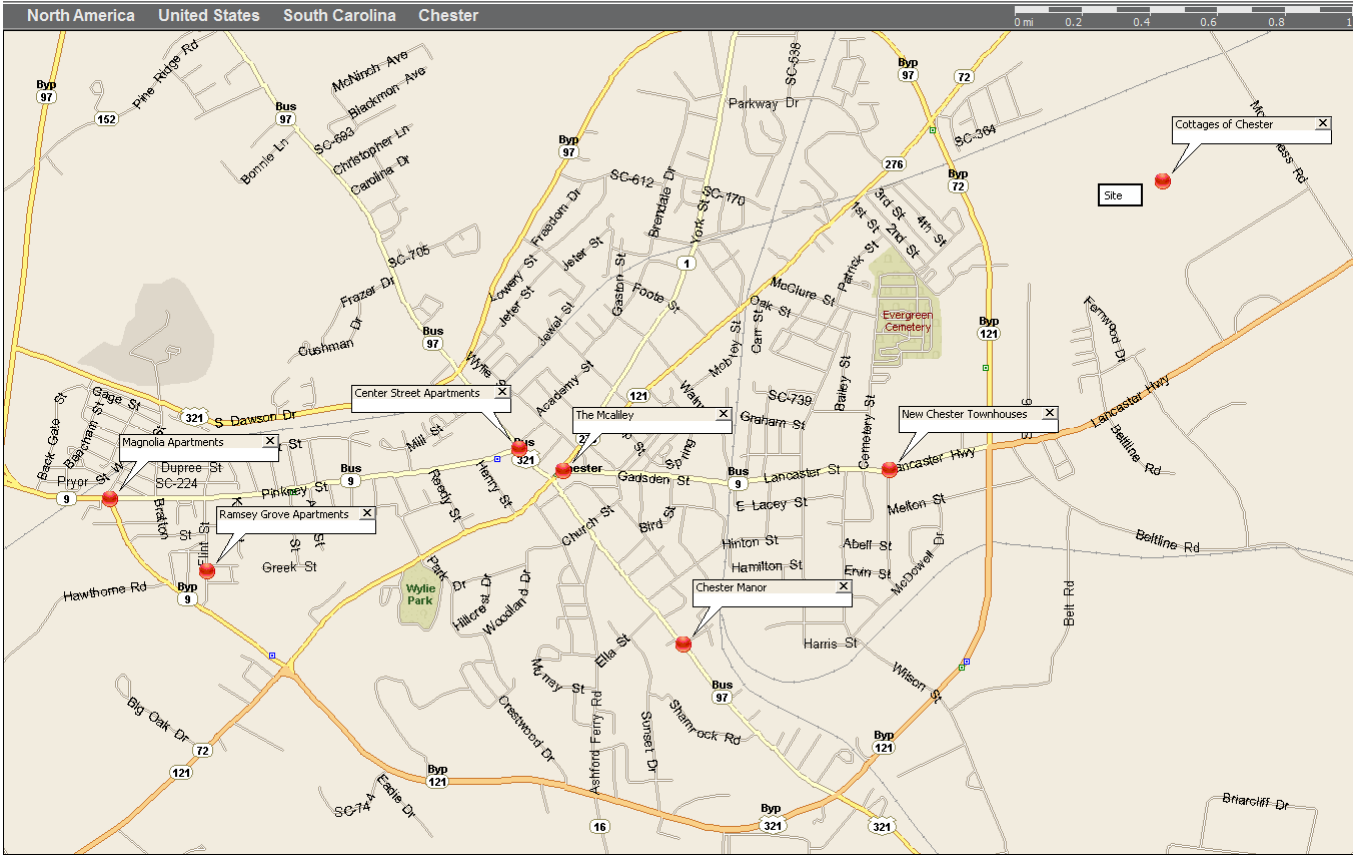 North America United States South Carolina Chester
0 mi 0.2 0.4 0.6 0.8 1
Byp
97
Pine Ridge Rd
152
Bus
97
McNinch Ave
Blackmon Ave
SC-693
Christopher Ln
Carolina Dr
Bonnie Ln
Byp
97
SC-538
Parkway Dr
Byp
97
72
SC-364
276
Byp
72
Cottages of Chester
Site
SC-612
Brendale Dr
SC-170
York St
1
Freedom Dr
Jeter St
Lowery St
Jeter St
Jewel St
Gaston St
Foote St
SC-705
Frazer Dr
Cushman Dr
Bus
97
3rd St
4th St
1st St
2nd St
Patrick St
McClure St
Oak St
Carr St
Mobley St
Evergreen
Cemetery
Byp
121
Fernwood Dr
Lancaster Hwy
Beltline Rd
Academy St
121
SC-739
Graham St
Bailey St
Cemetery St
Center Street Apartments
The Mcaliley
New Chester Townhouses
Magnolia Apartments
Gage St
321
S Dawson Dr
Back Gate St
Beacham St
Dupree St
SC-224
Pryor St
9
Pinkney St
Bus
9
Mill St
Reedy St
Henry St
Bus
321
Spring
Gadsden St
Bus
9
Lancaster St
Lancaster Hwy
E Lacey St
Melton St
Beltline Rd
Bratton
Flint St
Ramsey Grove Apartments
Greek St
Hawthorne Rd
Byp
9
Wylie
Park
Park Dr
Hillcrest Dr
Woodland Dr
Church St
Bird St
Hinton St
Hamilton St
Abell St
Ervin St
McDowell Dr
Belt Rd
Chester Manor
Ella St
Harris St
Wilson St
Murray St
Bus
97
Shamrock Rd
Sunset Dr
Ashford Ferry Rd
Crestwood Dr
Big Oak Dr
72
121
SC-744
Eadie Dr
Byp
121
16
Byp
121
Byp
321
321
Briarcliff Dr